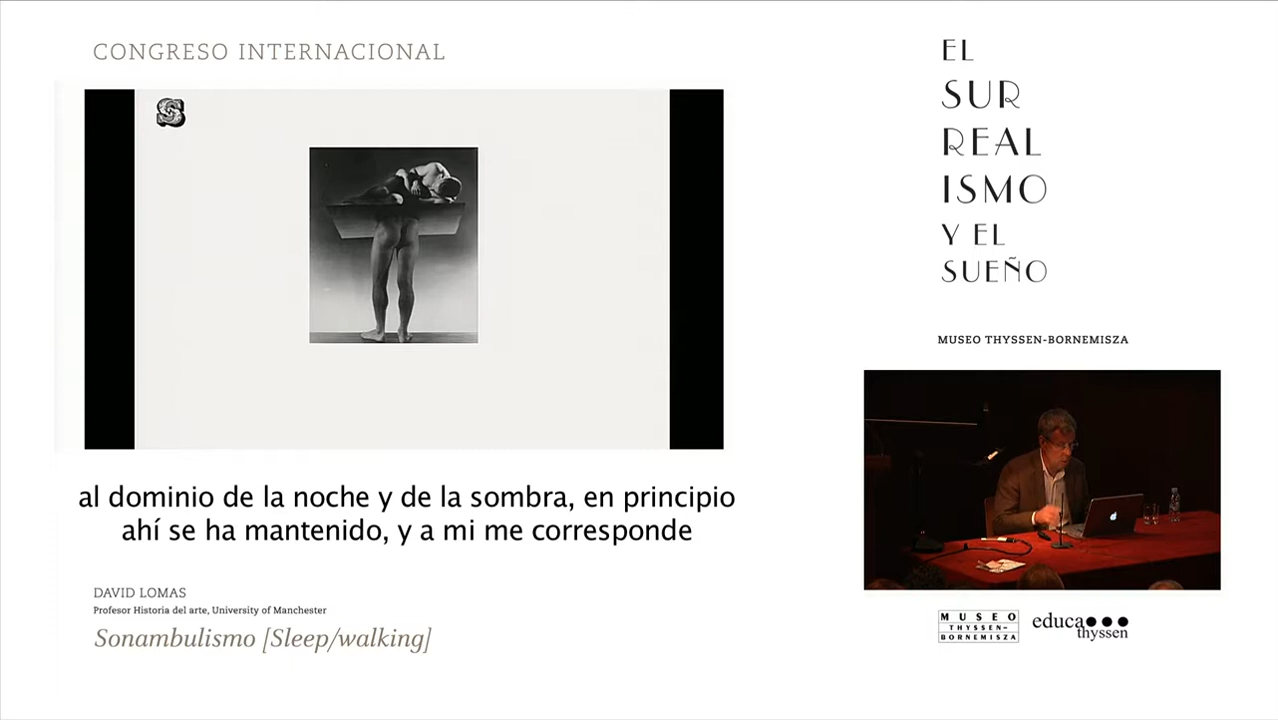 CONGRESO INTERNACIONAL
S
al dominio de la noche y de la sombra, en principio
ahí se ha mantenido, y a mi me corresponde
DAVID LOMAS
Profesor Historia del arte, University of Manchester
Sonambulismo [Sleep/walking]
EL
SUR
REAL
ISMO
Y EL
SUEÑO
MUSEO THYSSEN-BORNEMISZA
MUSEO
THYSSEN-
BORNEMISZA
educa
thyssen